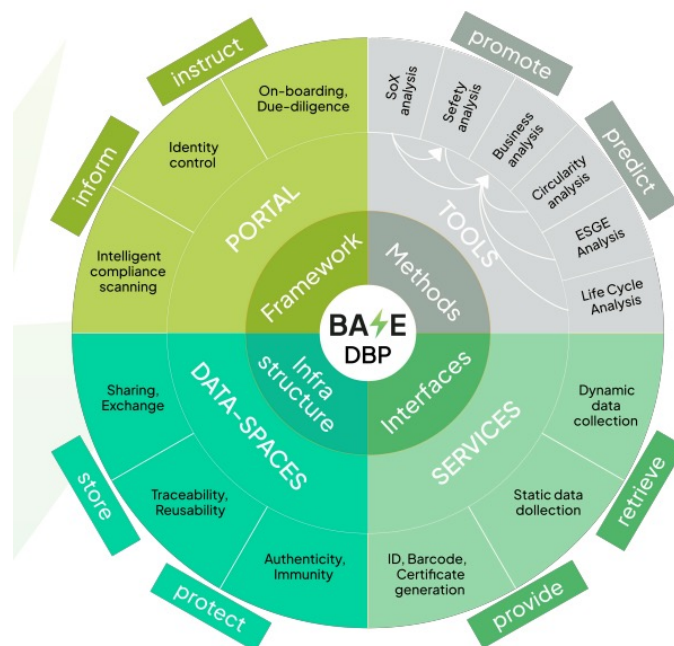 instruct
inform
promote
predict
On-boarding,
Due-diligence
Identity
control
Intelligent
compliance
scanning
PORTAL
Framework
SoX
analysis
Sefety
analysis
Business
analysis
Circularity
analysis
ESGE
Analysis
Life Cycle
Analysis
TOOLS
Methods
BA⚡E
DBP
Infra
structure
DATA-SPACES
Sharing,
Exchange
Traceability,
Reusability
Authenticity,
Immunity
store
protect
Interfaces
SERVICES
Dynamic
data
collection
Static data
dollection
ID, Barcode,
Certificate
generation
retrieve
provide